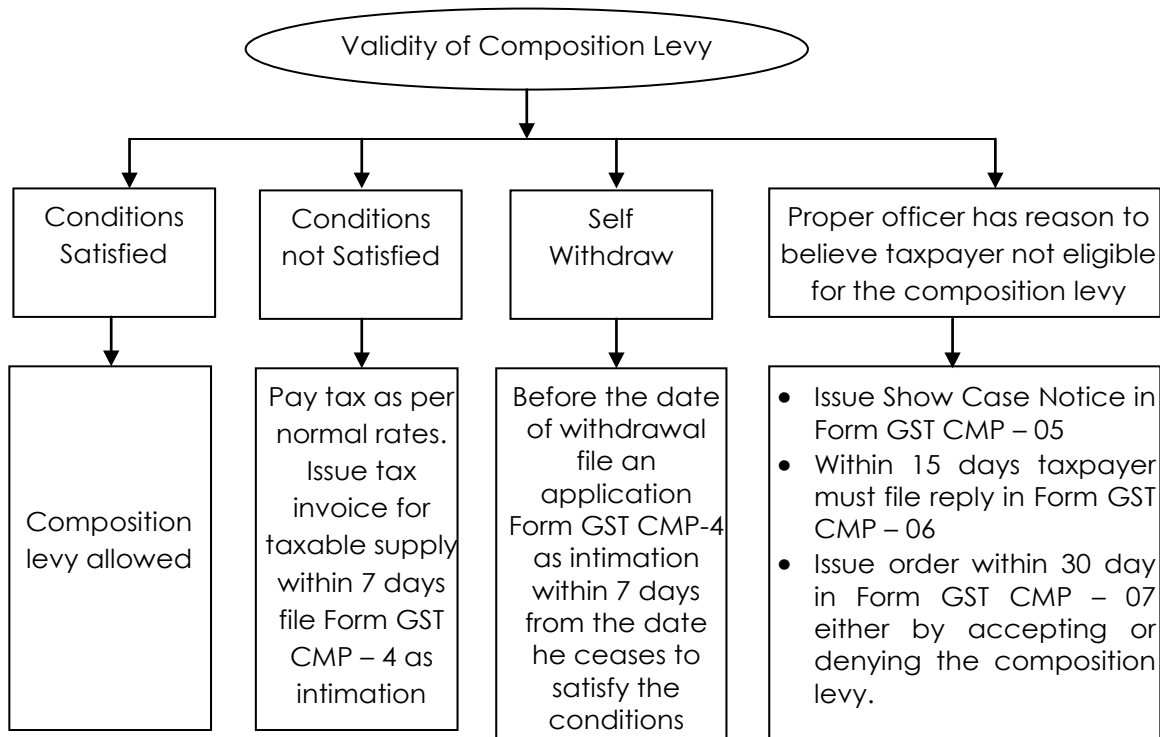 Validity of Composition Levy
Conditions
Satisfied
Conditions
not Satisfied
Self
Withdraw
Proper officer has reason to
believe taxpayer not eligible
for the composition levy
Composition
levy allowed
Pay tax as per
normal rates.
Issue tax
invoice for
taxable supply
within 7 days
file Form GST
CMP – 4 as
intimation
Before the date
of withdrawal
file an
application
Form GST CMP-4
as intimation
within 7 days
from the date
he ceases to
satisfy the
conditions
• Issue Show Case Notice in
Form GST CMP – 05
• Within 15 days taxpayer
must file reply in Form GST
CMP – 06
• Issue order within 30 day
in Form GST CMP – 07
either by accepting or
denying the composition
levy.